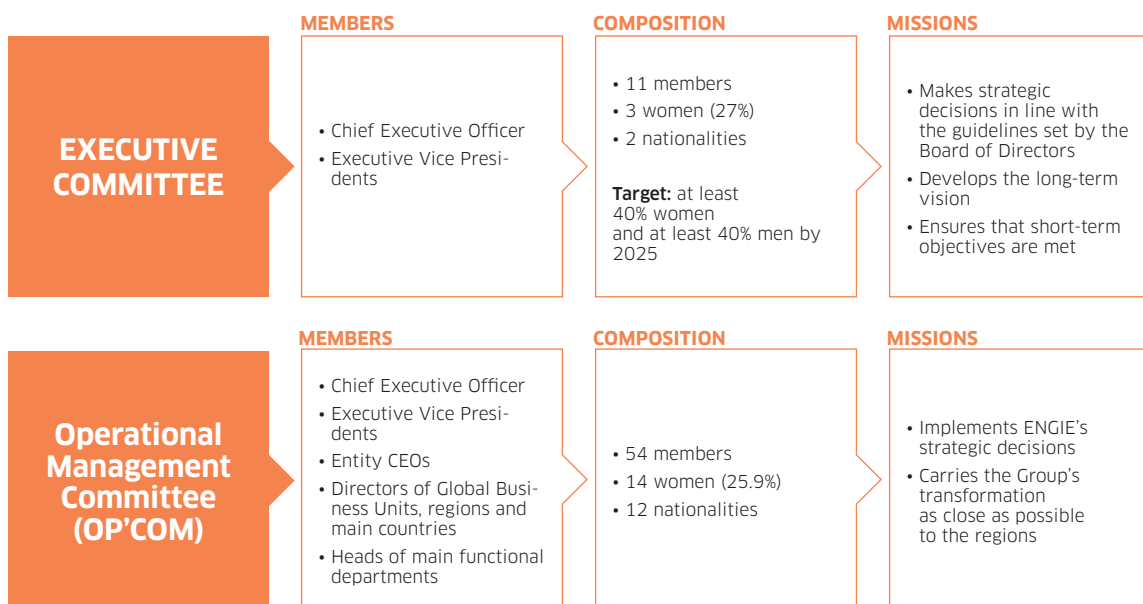 MEMBERS
COMPOSITION
MISSIONS
EXECUTIVE
COMMITTEE
• Chief Executive Officer
• Executive Vice Presi-
dents
• 11 members
• 3 women (27%)
• 2 nationalities
Target: at least
40% women
and at least 40% men by
2025
• Makes strategic
decisions in line with
the guidelines set by the
Board of Directors
• Develops the long-term
vision
• Ensures that short-term
objectives are met
MEMBERS
COMPOSITION
MISSIONS
Operational
Management
Committee
(OP’COM)
• Chief Executive Officer
• Executive Vice Presi-
dents
• Entity CEOs
• Directors of Global Busi-
ness Units, regions and
main countries
• Heads of main functional
departments
• 54 members
• 14 women (25.9%)
• 12 nationalities
• Implements ENGIE’s
strategic decisions
• Carries the Group’s
transformation
as close as possible
to the regions